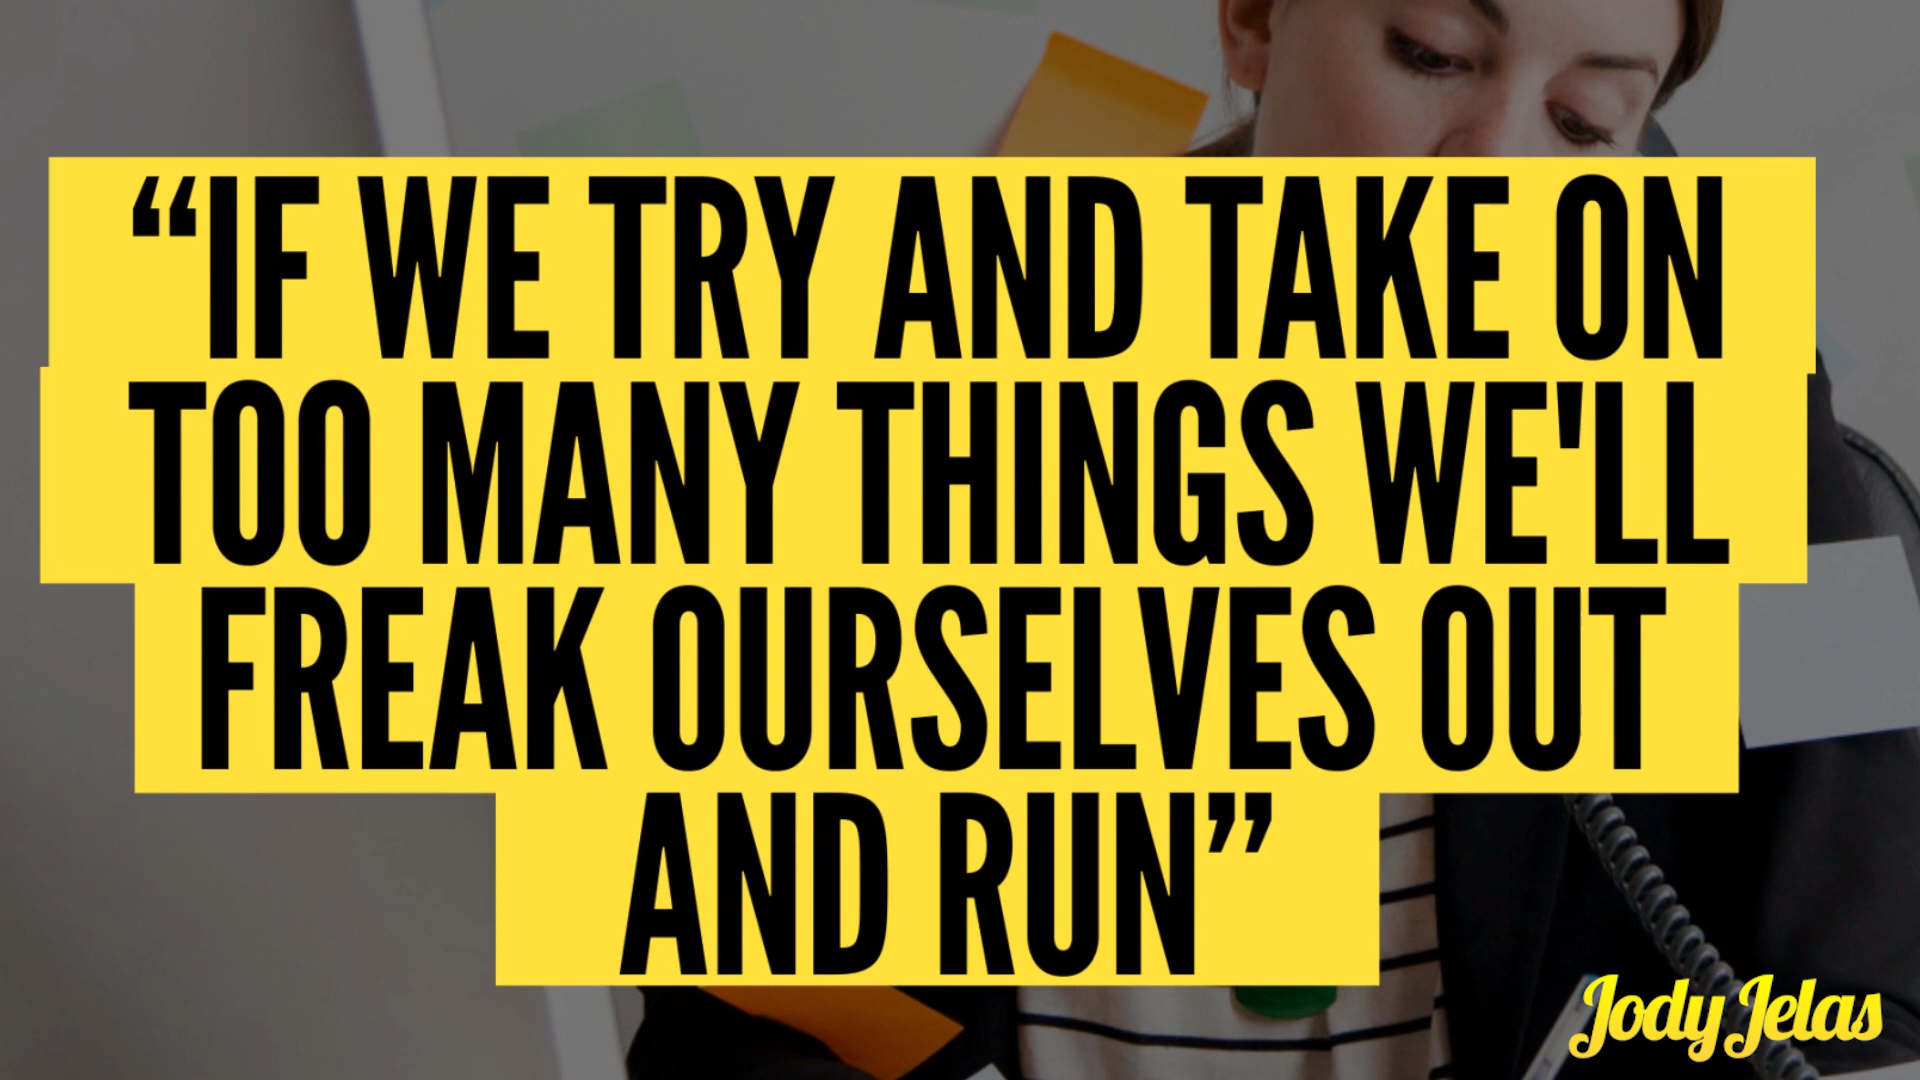 “IF WE TRY AND TAKE ON
TOO MANY THINGS WE'LL
FREAK OURSELVES OUT
AND RUN”
Jody Jelas